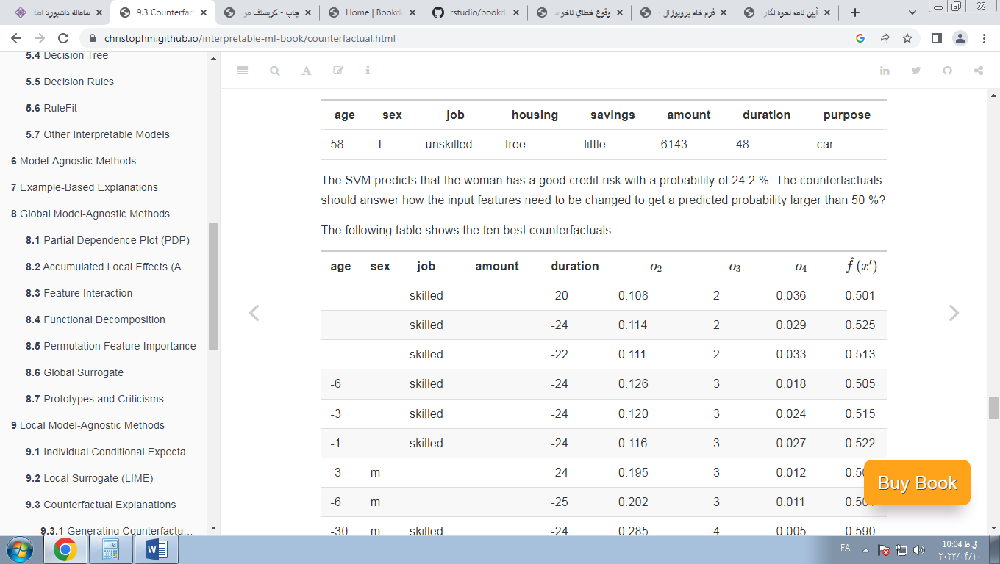 سامانه داشبورد اطلا
9.3 Counterfac
چاپ - کریستف مول
Home | Bookdo
rstudio/bookdo
وقوع خطاي ناخواس
فرم خام پروپوزال -
آیین نامه نحوه نگار
christophm.github.io/interpretable-ml-book/counterfactual.html
5.4 Decision Tree
5.5 Decision Rules
5.6 RuleFit
5.7 Other Interpretable Models
6 Model-Agnostic Methods
7 Example-Based Explanations
8 Global Model-Agnostic Methods
8.1 Partial Dependence Plot (PDP)
8.2 Accumulated Local Effects (A...
8.3 Feature Interaction
8.4 Functional Decomposition
8.5 Permutation Feature Importance
8.6 Global Surrogate
8.7 Prototypes and Criticisms
9 Local Model-Agnostic Methods
9.1 Individual Conditional Expecta...
9.2 Local Surrogate (LIME)
9.3 Counterfactual Explanations
9.3.1 Generating Counterfactu...
age sex job housing savings amount duration purpose
58 f unskilled free little 6143 48 car
The SVM predicts that the woman has a good credit risk with a probability of 24.2 %. The counterfactuals
should answer how the input features need to be changed to get a predicted probability larger than 50 %?
The following table shows the ten best counterfactuals:
age sex job amount duration o₂ o₃ o₄ f̂(x′)
skilled -20 0.108 2 0.036 0.501
skilled -24 0.114 2 0.029 0.525
skilled -22 0.111 2 0.033 0.513
-6 skilled -24 0.126 3 0.018 0.505
-3 skilled -24 0.120 3 0.024 0.515
-1 skilled -24 0.116 3 0.027 0.522
-3 m -24 0.195 3 0.012
-6 m -25 0.202 3 0.011
-30 m skilled -24 0.285 4 0.005 0.590
Buy Book
FA
10:04 ق.ظ
۲۰۲۳/۰۴/۱۰